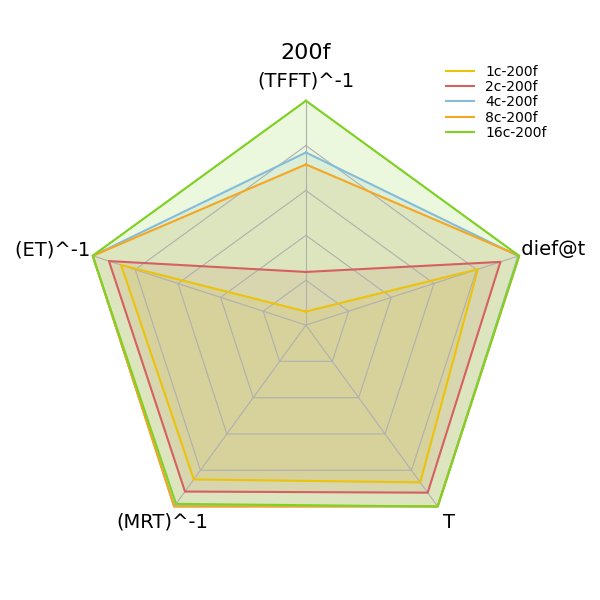 200f
(TFFT)^-1
1c-200f
2c-200f
4c-200f
8c-200f
16c-200f
(ET)^-1
dief@t
(MRT)^-1
T